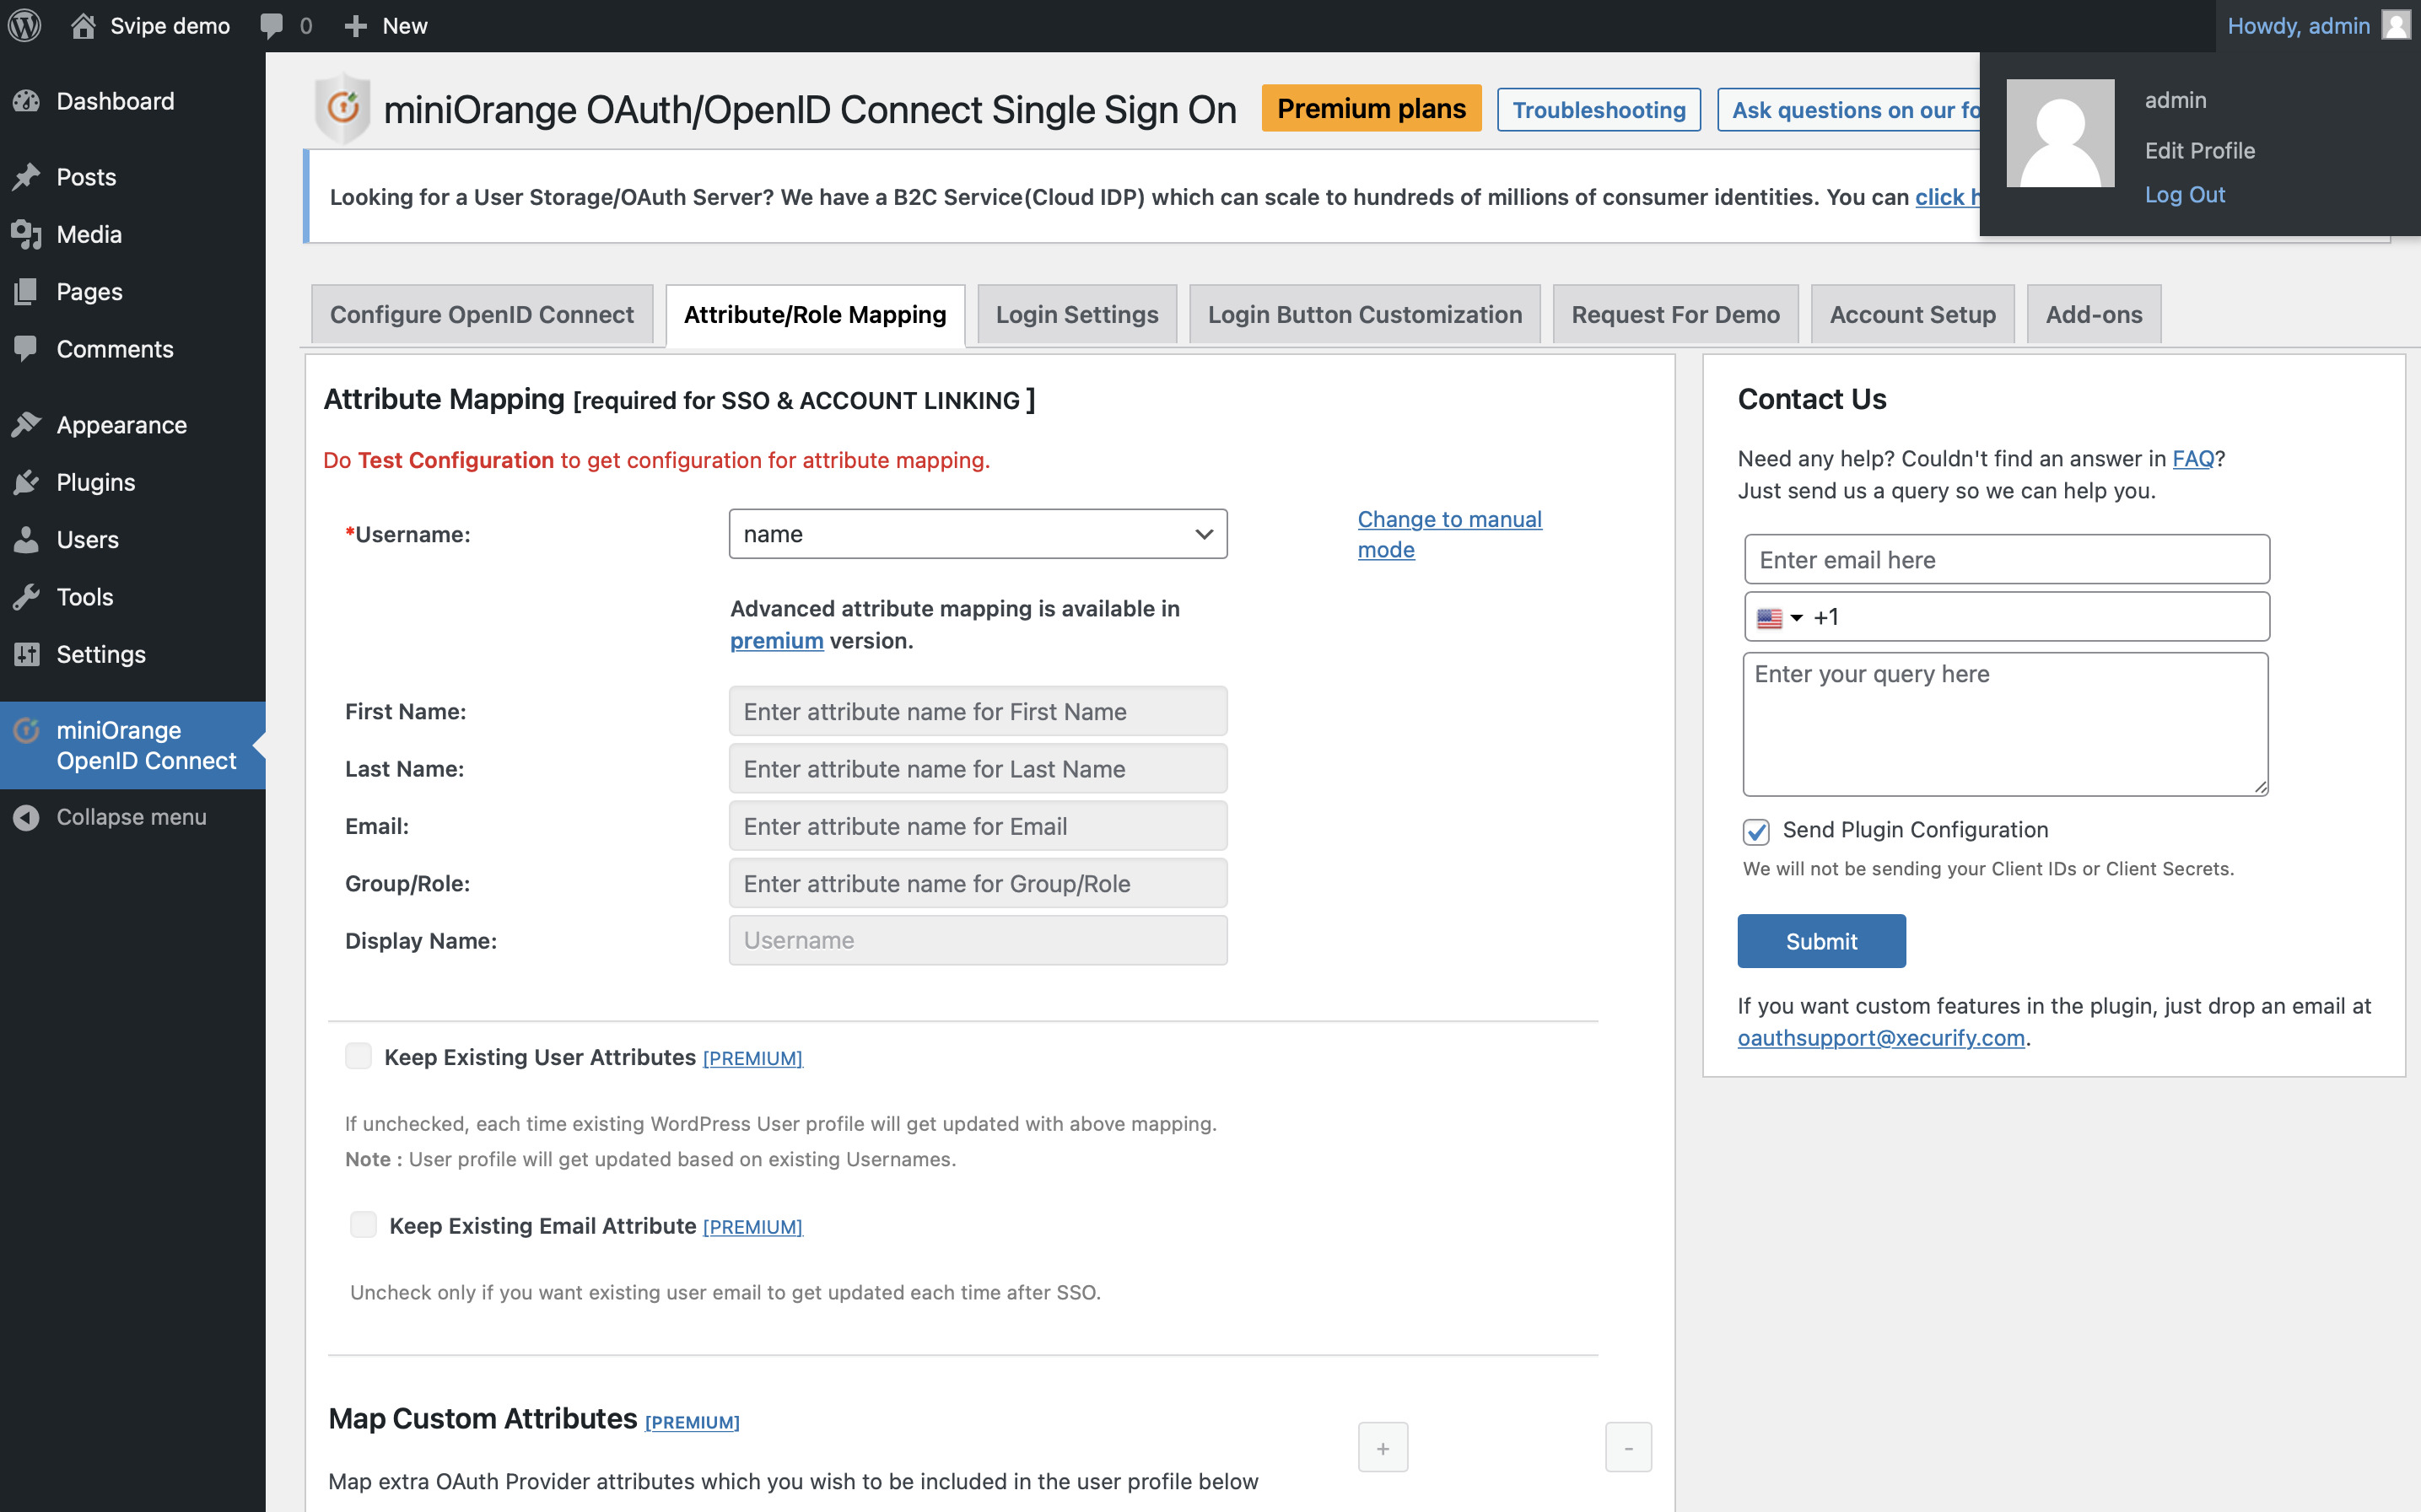 Svipe demo
0
New
Howdy, admin
admin
Edit Profile
Log Out
Dashboard
Posts
Media
Pages
Comments
Appearance
Plugins
Users
Tools
Settings
miniOrange
OpenID Connect
Collapse menu
miniOrange OAuth/OpenID Connect Single Sign On
Premium plans
Troubleshooting
Ask questions on our
Looking for a User Storage/OAuth Server? We have a B2C Service(Cloud IDP) which can scale to hundreds of millions of consumer identities. You can click
Configure OpenID Connect
Attribute/Role Mapping
Login Settings
Login Button Customization
Request For Demo
Account Setup
Add-ons
Attribute Mapping [required for SSO & ACCOUNT LINKING ]
Do Test Configuration to get configuration for attribute mapping.
*Username:
name
Change to manual
mode
Advanced attribute mapping is available in
premium version.
First Name:
Enter attribute name for First Name
Last Name:
Enter attribute name for Last Name
Email:
Enter attribute name for Email
Group/Role:
Enter attribute name for Group/Role
Display Name:
Username
Keep Existing User Attributes [PREMIUM]
If unchecked, each time existing WordPress User profile will get updated with above mapping.
Note : User profile will get updated based on existing Usernames.
Keep Existing Email Attribute [PREMIUM]
Uncheck only if you want existing user email to get updated each time after SSO.
Map Custom Attributes [PREMIUM]
+
-
Map extra OAuth Provider attributes which you wish to be included in the user profile below
Contact Us
Need any help? Couldn't find an answer in FAQ?
Just send us a query so we can help you.
Enter email here
+1
Enter your query here
Send Plugin Configuration
We will not be sending your Client IDs or Client Secrets.
Submit
If you want custom features in the plugin, just drop an email at
oauthsupport@xecurify.com.